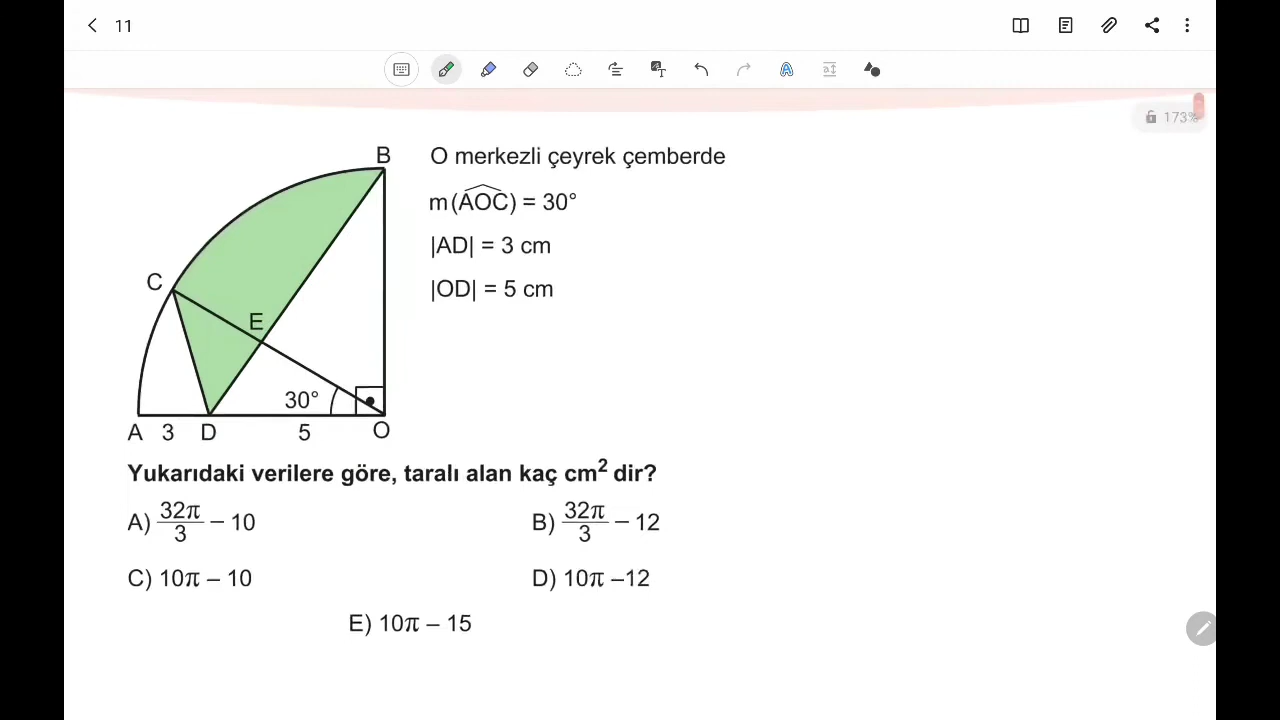 11
173%
B
O merkezli çeyrek çemberde
m(AOC) = 30°
|AD| = 3 cm
|OD| = 5 cm
C
E
30°
A 3 D 5 O
Yukarıdaki verilere göre, taralı alan kaç cm² dir?
A) 32π/3 – 10
B) 32π/3 – 12
C) 10π – 10
D) 10π –12
E) 10π – 15